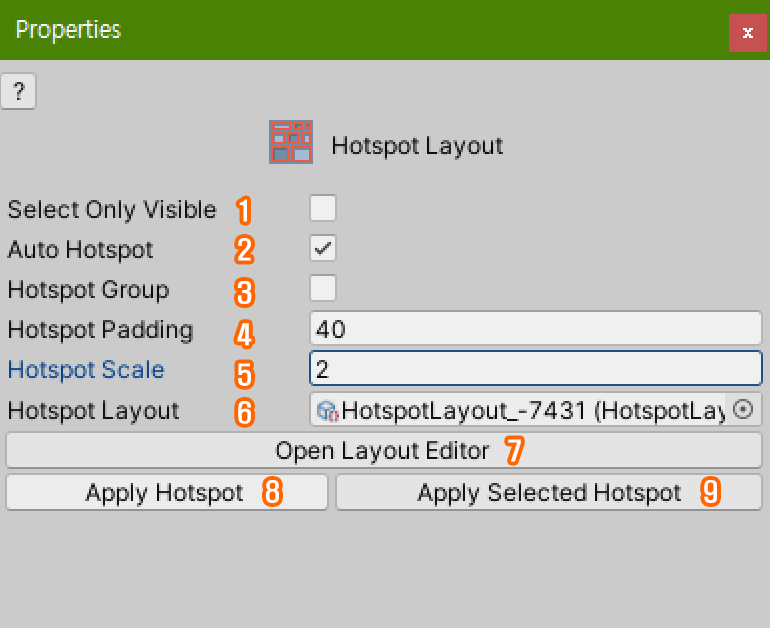 Properties
x
?
Hotspot Layout
Select Only Visible 1
Auto Hotspot 2
Hotspot Group 3
Hotspot Padding 4 40
Hotspot Scale 5 2
Hotspot Layout 6 HotspotLayout_-7431 (HotspotLay
Open Layout Editor 7
Apply Hotspot 8 Apply Selected Hotspot 9